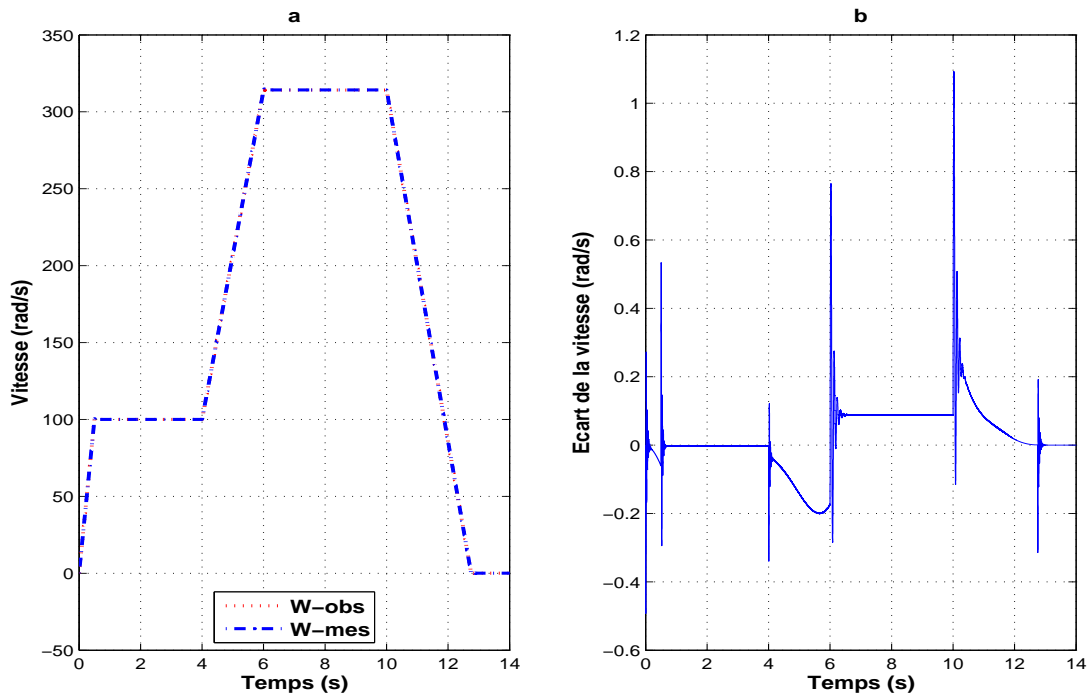 a
350
300
250
200
150
100
50
0
−50
0 2 4 6 8 10 12 14
Vitesse (rad/s)
Temps (s)
W−obs
W−mes
b
1.2
1
0.8
0.6
0.4
0.2
0
−0.2
−0.4
−0.6
0 2 4 6 8 10 12 14
Ecart de la vitesse (rad/s)
Temps (s)